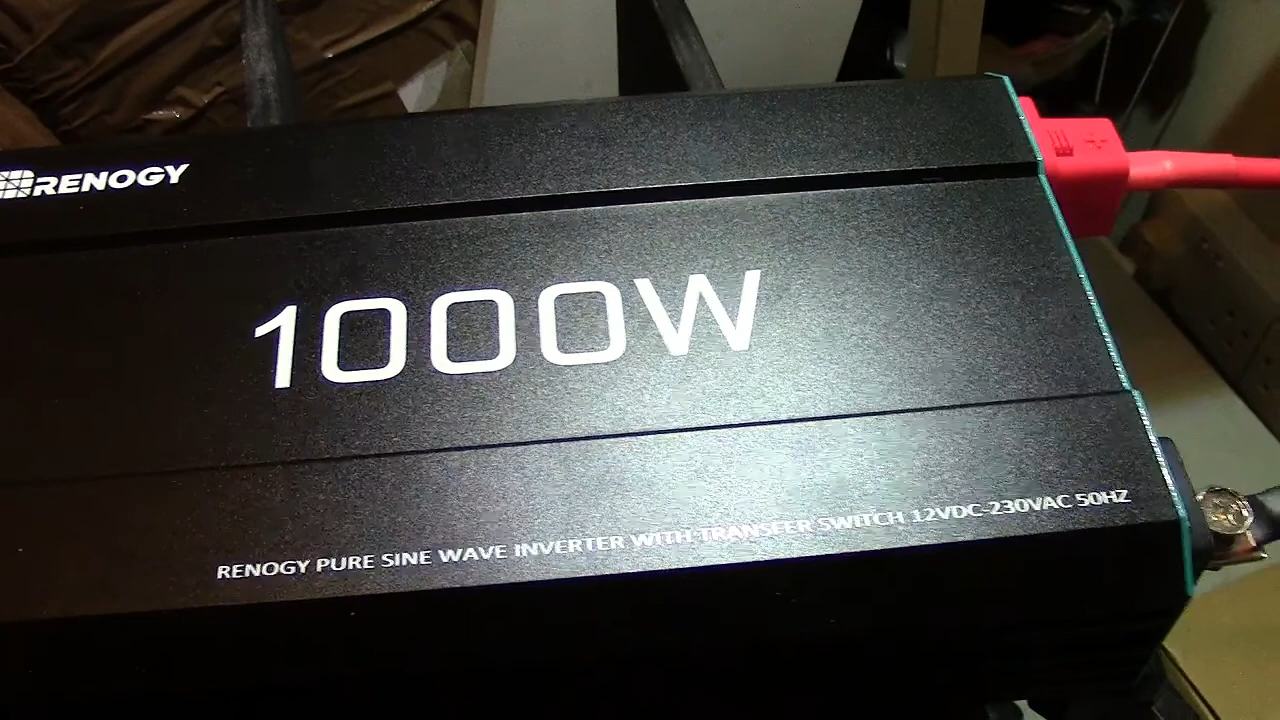 RENOGY
1000W
RENOGY PURE SINE WAVE INVERTER WITH TRANSFER SWITCH 12VDC-230VAC 50HZ